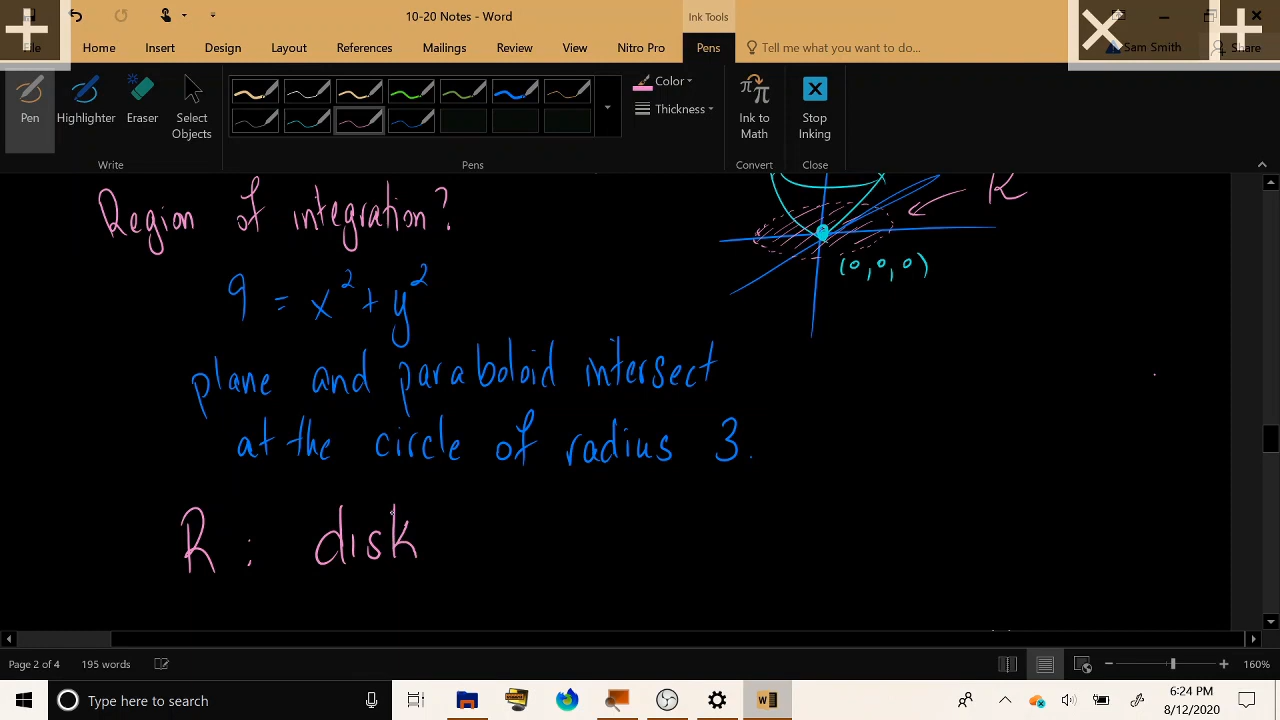 10-20 Notes - Word
Ink Tools
File
Home
Insert
Design
Layout
References
Mailings
Review
View
Nitro Pro
Pens
Tell me what you want to do...
Sam Smith
Share
Pen
Highlighter
Eraser
Select
Objects
Color
Thickness
Ink to
Math
Stop
Inking
Write
Pens
Convert
Close
Region of integration?
R
(0,0,0)
9 = x² + y²
plane and paraboloid intersect
at the circle of radius 3.
R : disk
Page 2 of 4
195 words
160%
Type here to search
6:24 PM
8/12/2020